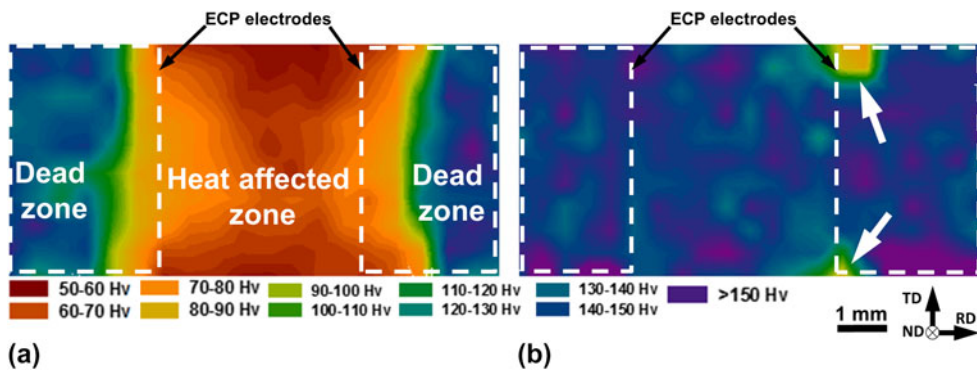 ECP electrodes
ECP electrodes
Dead
zone
Heat affected
zone
Dead
zone
50-60 Hv
70-80 Hv
90-100 Hv
110-120 Hv
130-140 Hv
>150 Hv
60-70 Hv
80-90 Hv
100-110 Hv
120-130 Hv
140-150 Hv
1 mm
TD
ND
RD
(a)
(b)